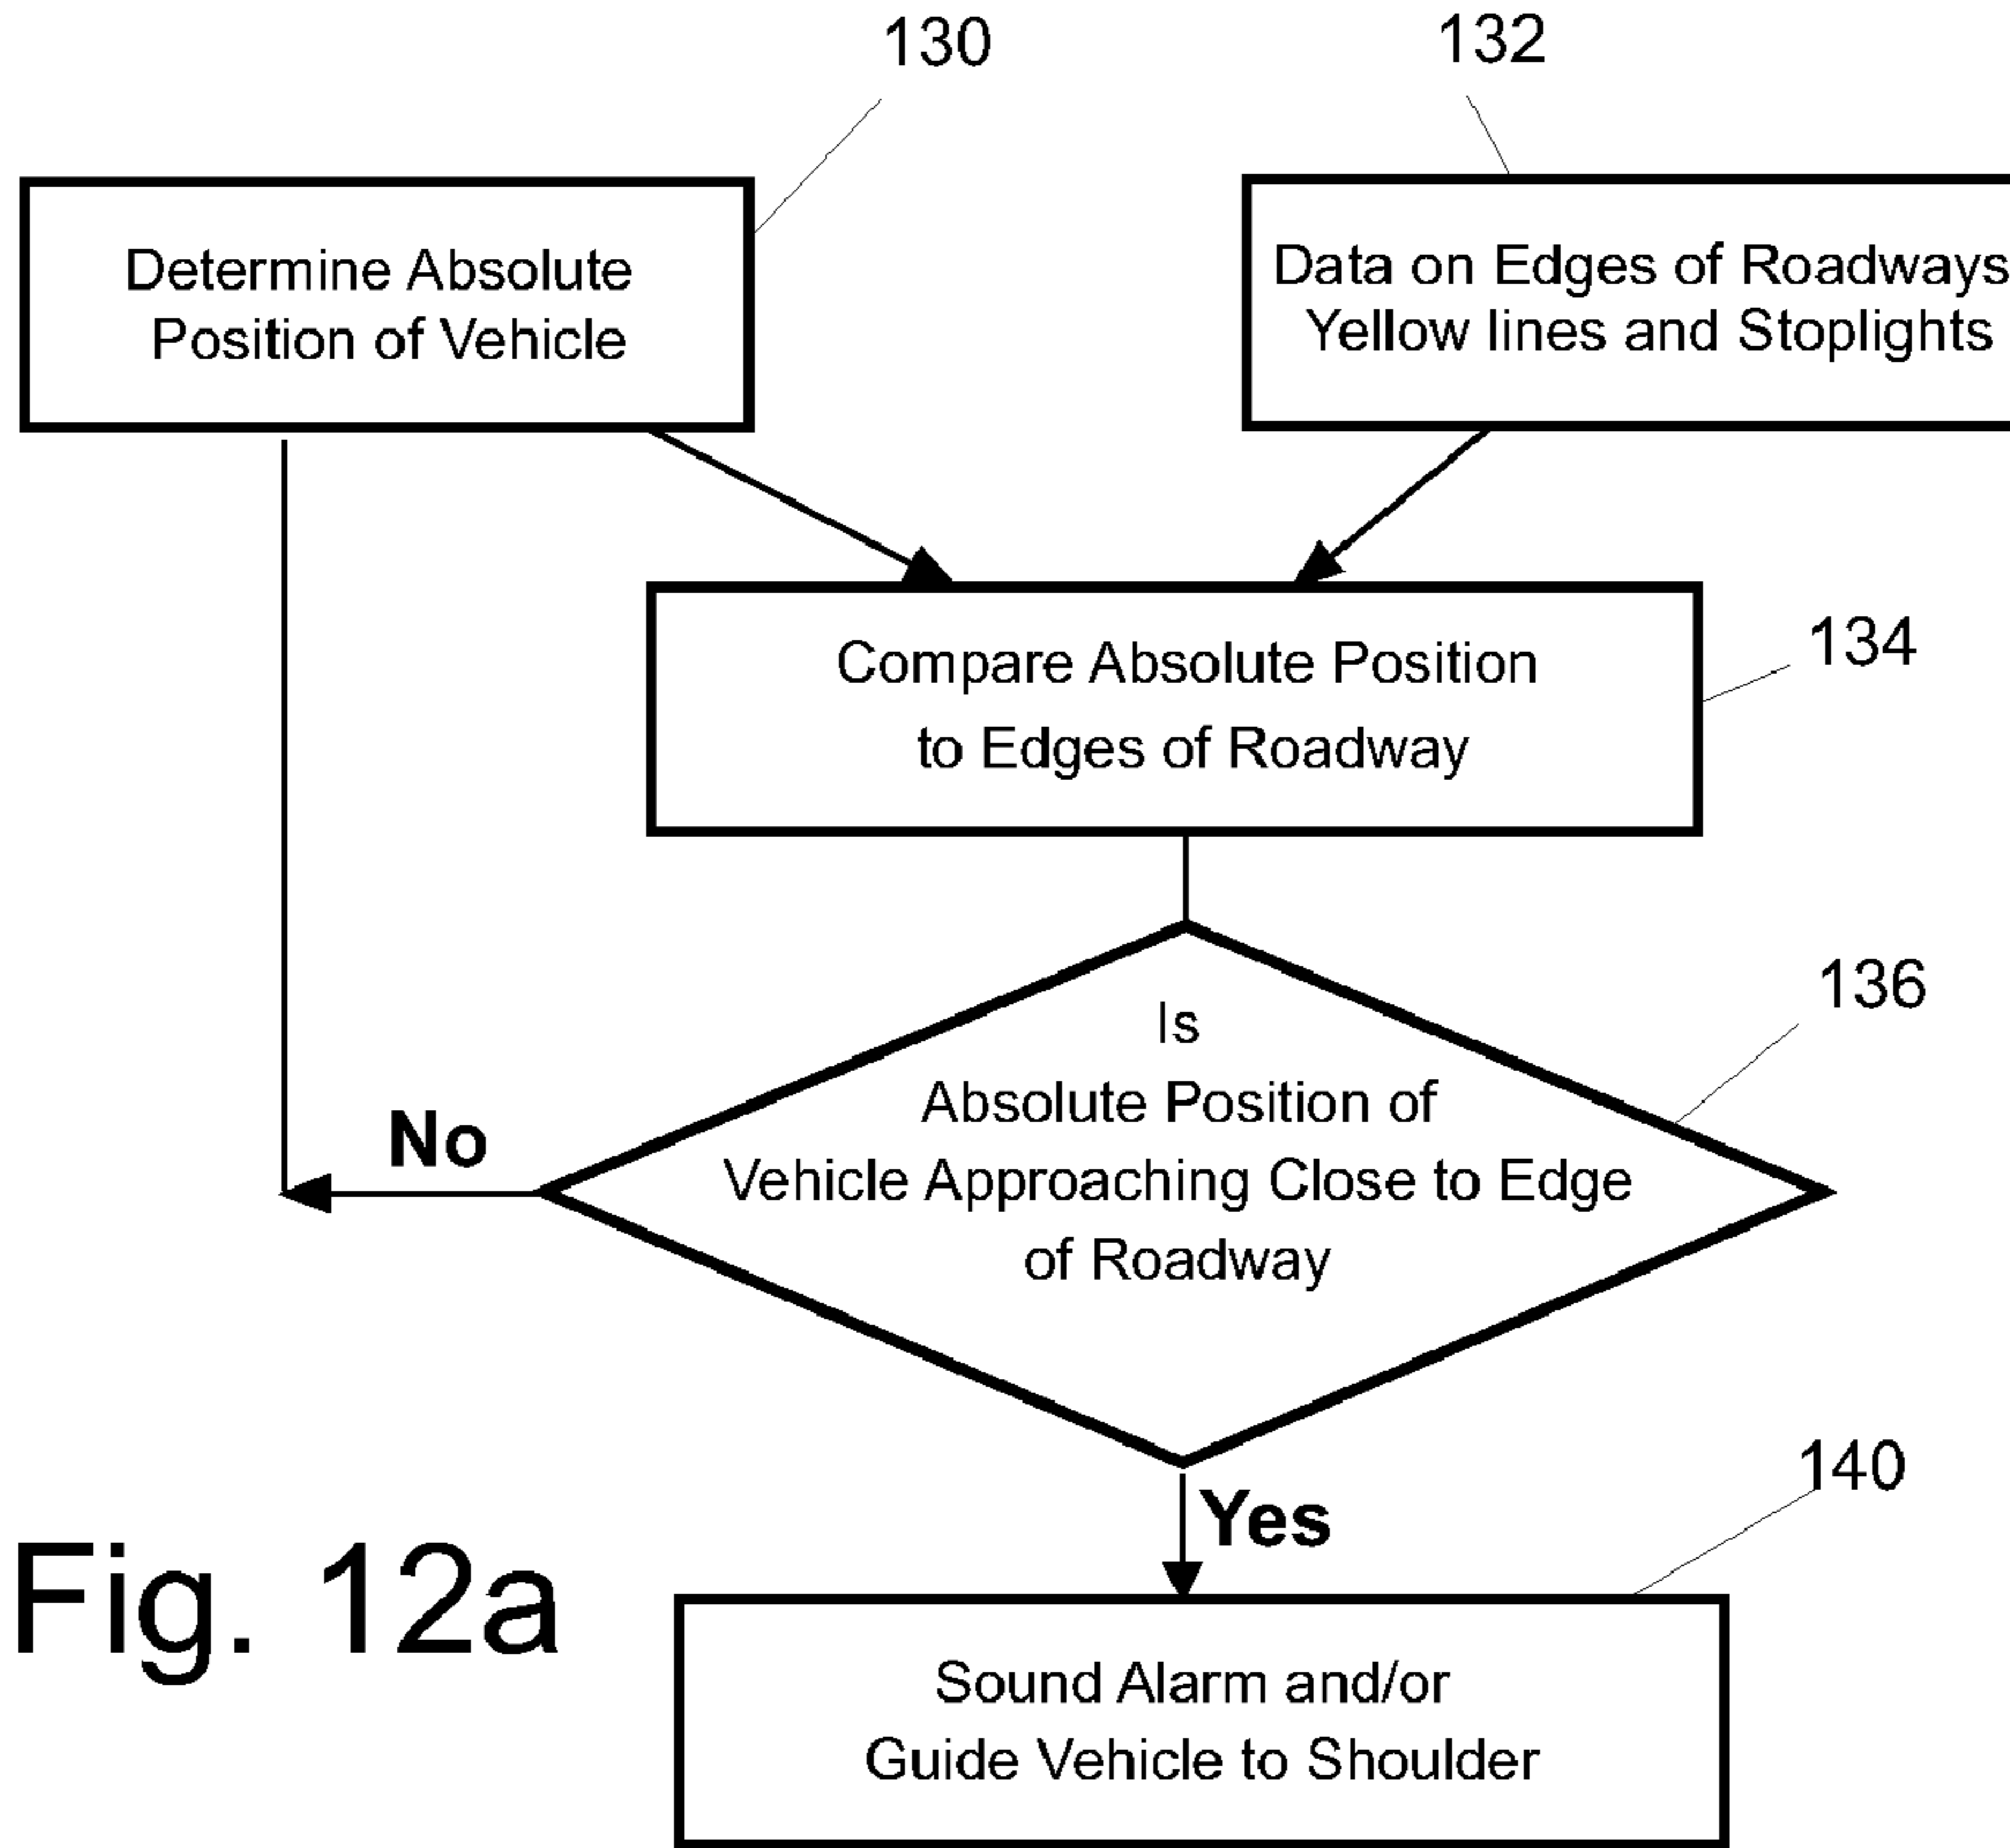 130
132
Determine Absolute
Position of Vehicle
Data on Edges of Roadways
Yellow lines and Stoplights
Compare Absolute Position
to Edges of Roadway
134
Is
Absolute Position of
Vehicle Approaching Close to Edge
of Roadway
136
No
Yes
140
Sound Alarm and/or
Guide Vehicle to Shoulder
Fig. 12a